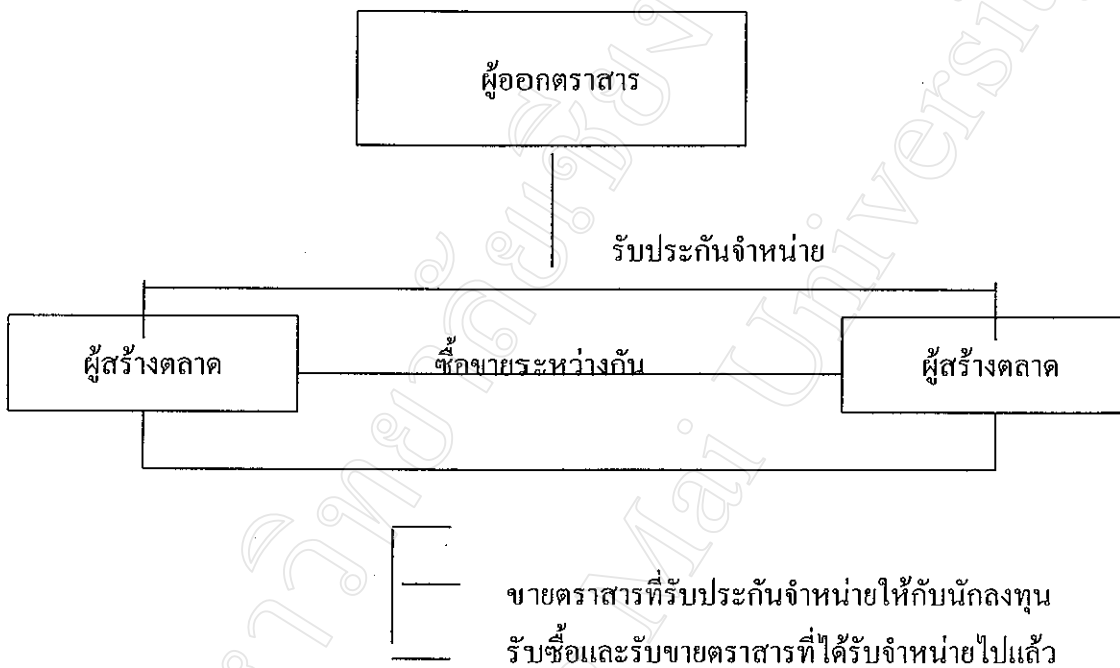 ผู้ออกตราสาร
รับประกันจำหน่าย
ผู้สร้างตลาด ซื้อขายระหว่างกัน ผู้สร้างตลาด
ขายตราสารที่รับประกันจำหน่ายให้กับนักลงทุน
รับซื้อและรับขายตราสารที่ได้รับจำหน่ายไปแล้ว